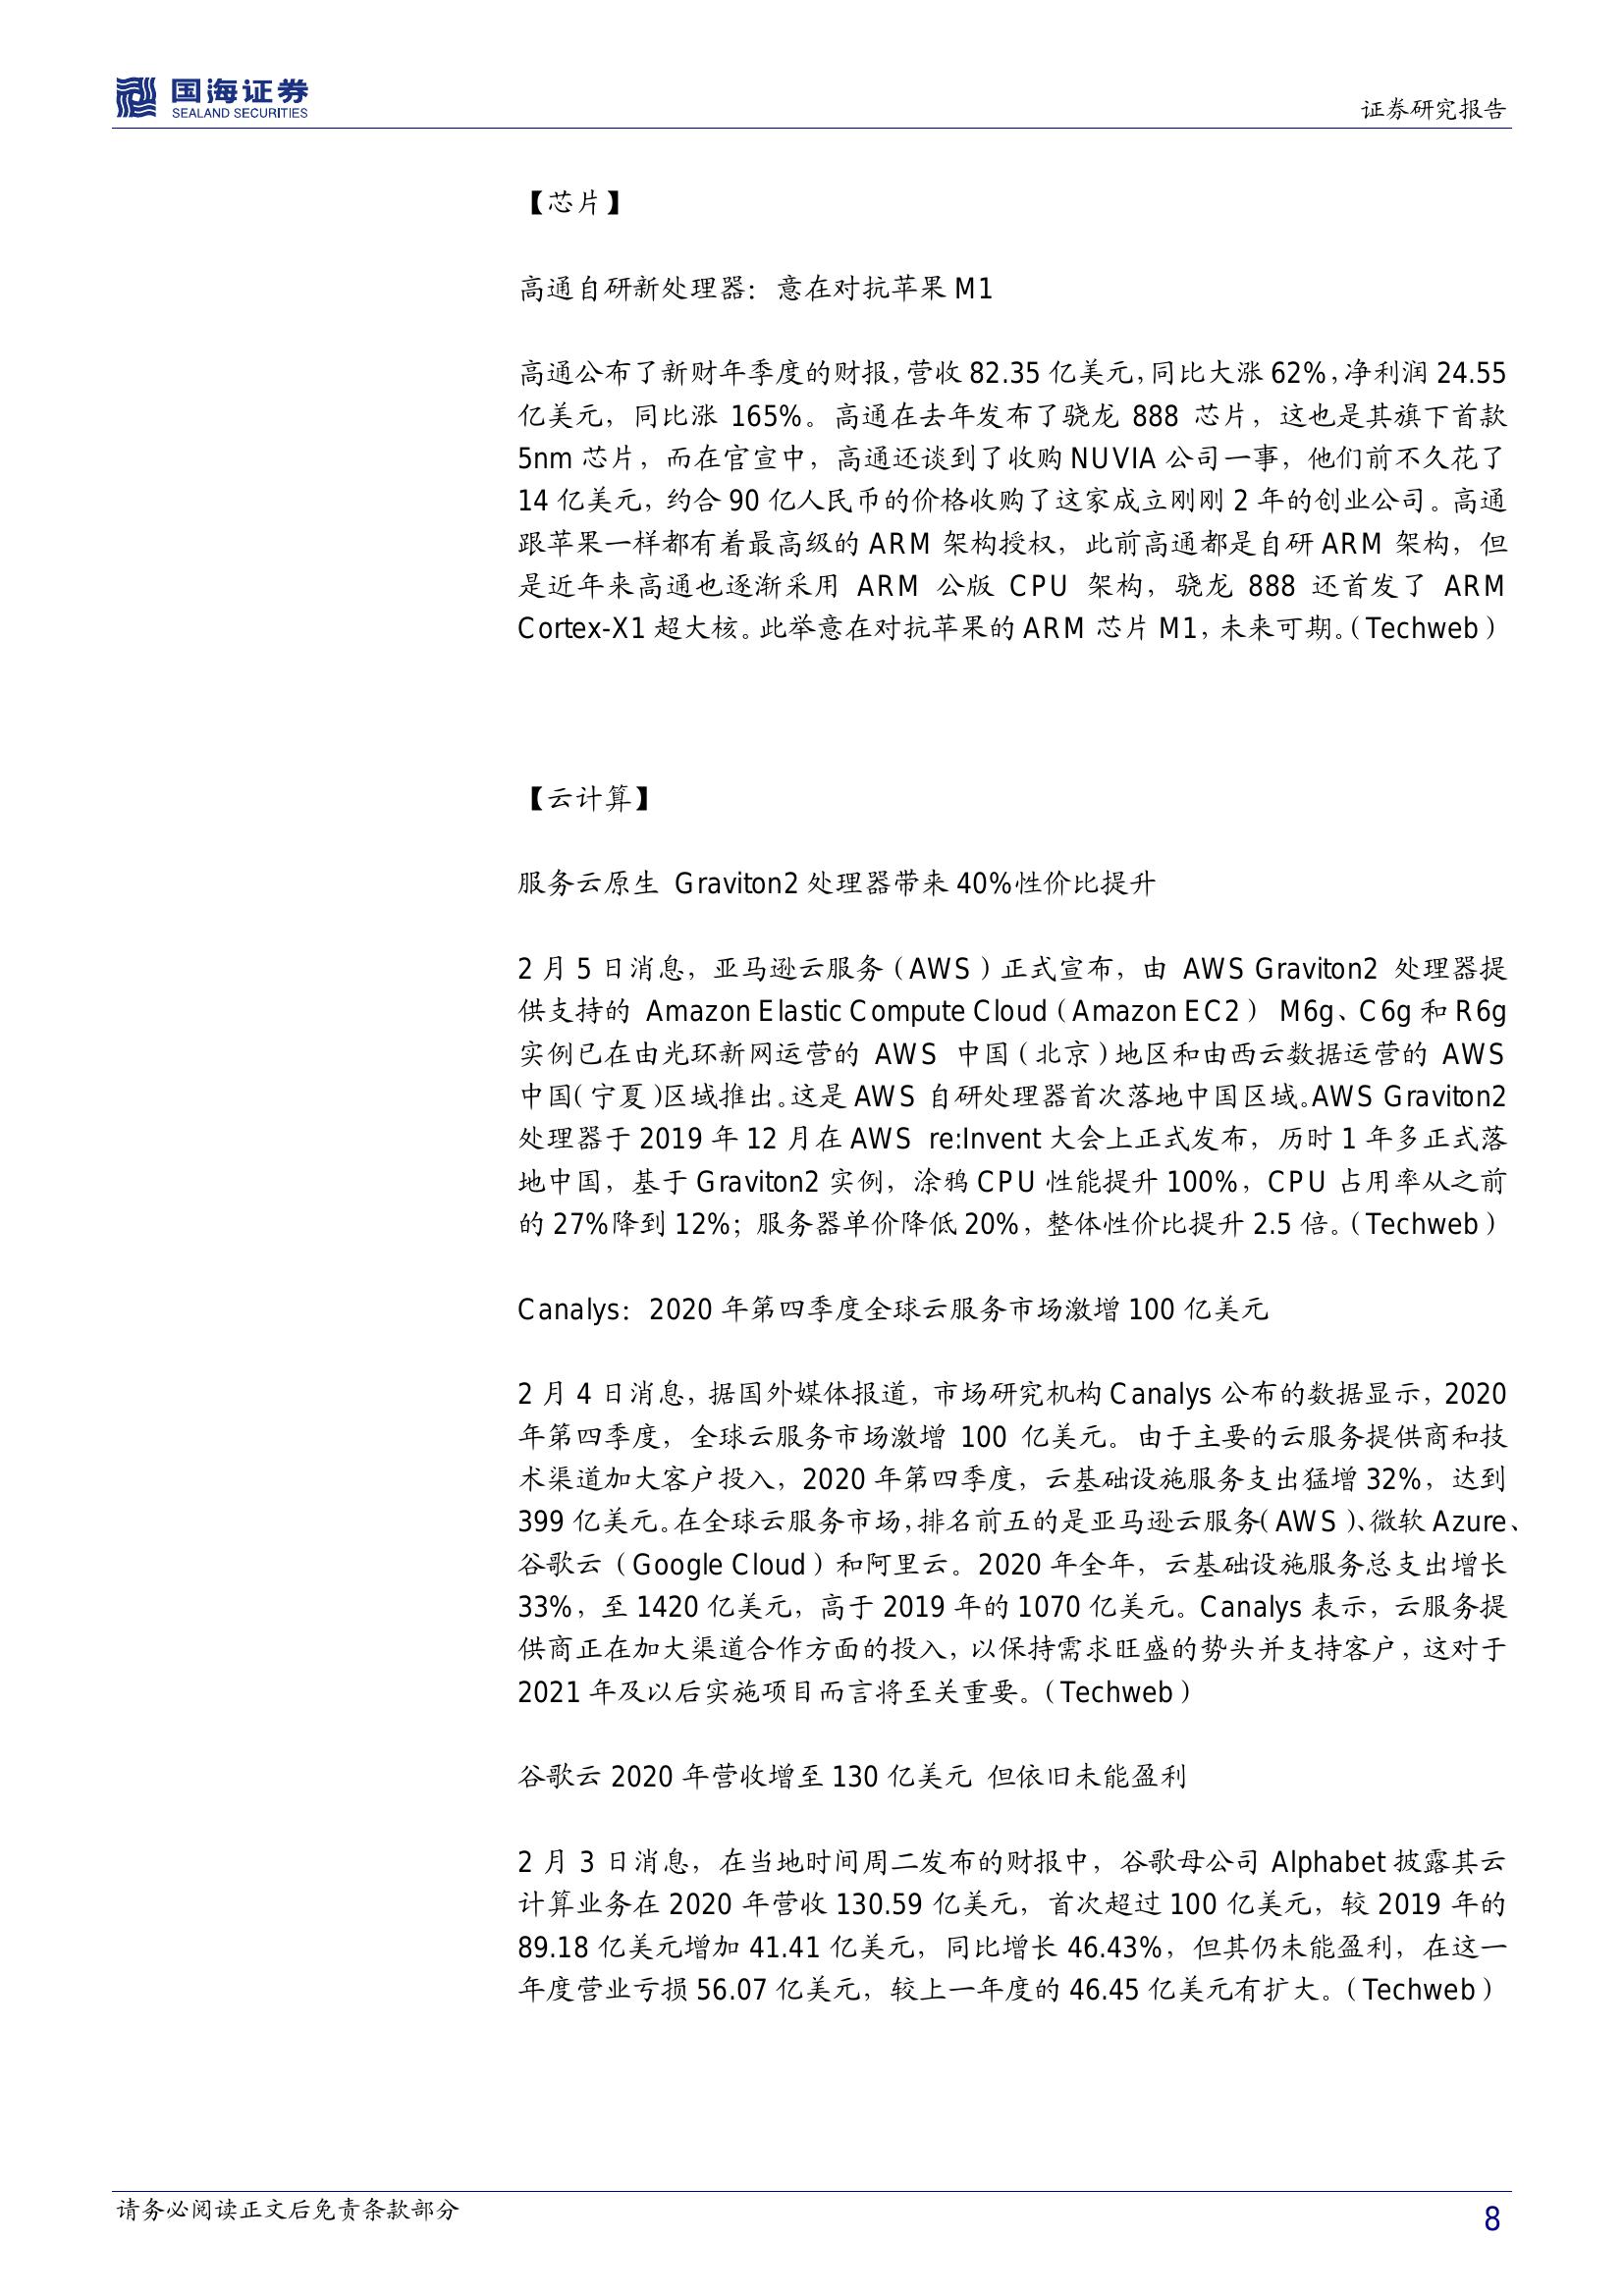 国海证券
SEALAND SECURITIES
证券研究报告
【芯片】
高通自研新处理器：意在对抗苹果 M1
高通公布了新财年季度的财报，营收 82.35 亿美元，同比大涨 62%，净利润 24.55
亿美元，同比涨 165%。高通在去年发布了骁龙 888 芯片，这也是其旗下首款
5nm 芯片，而在官宣中，高通还谈到了收购 NUVIA 公司一事，他们前不久花了
14 亿美元，约合 90 亿人民币的价格收购了这家成立刚刚 2 年的创业公司。高通
跟苹果一样都有着最高级的 ARM 架构授权，此前高通都是自研 ARM 架构，但
是近年来高通也逐渐采用 ARM 公版 CPU 架构，骁龙 888 还首发了 ARM
Cortex-X1 超大核。此举意在对抗苹果的 ARM 芯片 M1，未来可期。（Techweb）
【云计算】
服务云原生 Graviton2 处理器带来 40%性价比提升
2 月 5 日消息，亚马逊云服务（AWS）正式宣布，由 AWS Graviton2 处理器提
供支持的 Amazon Elastic Compute Cloud（Amazon EC2） M6g、C6g 和 R6g
实例已在由光环新网运营的 AWS 中国（北京）地区和由西云数据运营的 AWS
中国（宁夏）区域推出。这是 AWS 自研处理器首次落地中国区域。AWS Graviton2
处理器于 2019 年 12 月在 AWS re:Invent 大会上正式发布，历时 1 年多正式落
地中国，基于 Graviton2 实例，涂鸦 CPU 性能提升 100%，CPU 占用率从之前
的 27%降到 12%；服务器单价降低 20%，整体性价比提升 2.5 倍。（Techweb）
Canalys：2020 年第四季度全球云服务市场激增 100 亿美元
2 月 4 日消息，据国外媒体报道，市场研究机构 Canalys 公布的数据显示，2020
年第四季度，全球云服务市场激增 100 亿美元。由于主要的云服务提供商和技
术渠道加大客户投入，2020 年第四季度，云基础设施服务支出猛增 32%，达到
399 亿美元。在全球云服务市场，排名前五的是亚马逊云服务（AWS）、微软 Azure、
谷歌云（Google Cloud）和阿里云。2020 年全年，云基础设施服务总支出增长
33%，至 1420 亿美元，高于 2019 年的 1070 亿美元。Canalys 表示，云服务提
供商正在加大渠道合作方面的投入，以保持需求旺盛的势头并支持客户，这对于
2021 年及以后实施项目而言将至关重要。（Techweb）
谷歌云 2020 年营收增至 130 亿美元 但依旧未能盈利
2 月 3 日消息，在当地时间周二发布的财报中，谷歌母公司 Alphabet 披露其云
计算业务在 2020 年营收 130.59 亿美元，首次超过 100 亿美元，较 2019 年的
89.18 亿美元增加 41.41 亿美元，同比增长 46.43%，但其仍未能盈利，在这一
年度营业亏损 56.07 亿美元，较上一年度的 46.45 亿美元有扩大。（Techweb）
请务必阅读正文后免责条款部分
8